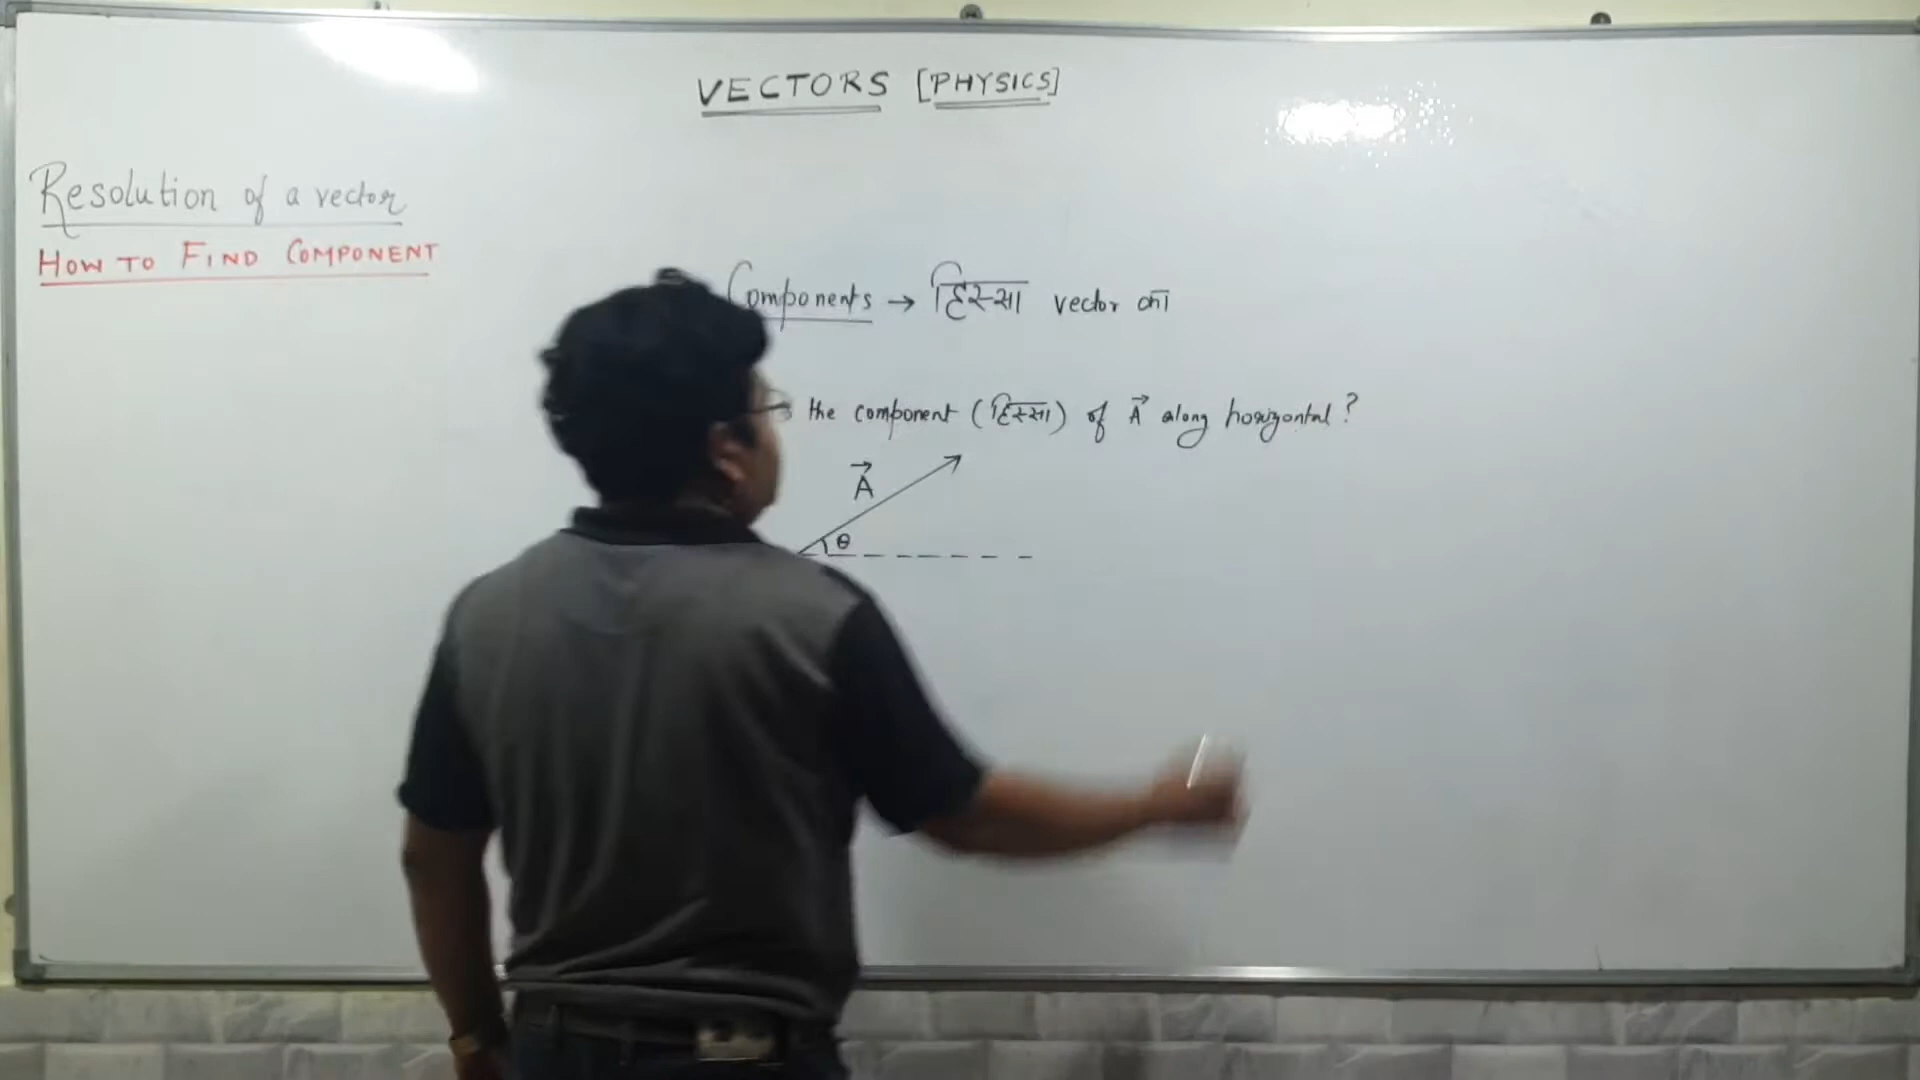 VECTORS [PHYSICS]
Resolution of a vector
HOW TO FIND COMPONENT
Components → हिस्सा vector का
the component (हिस्सा) of A⃗ along horizontal?
A⃗
θ